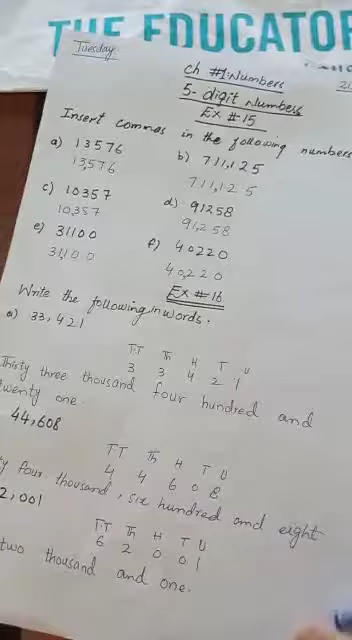 THE EDUCATOR
Tuesday
ch #1: Numbers
5- digit Numbers
Ex # 15
Insert commas in the following numbers
a) 13576
13,576
b) 711,125
711,125
c) 10357
10,357
d) 91258
91,258
e) 31100
31,100
f) 40220
40,220
Ex # 16
Write the following in words.
a) 33,421
TT Th H T U
3 3 4 2 1
Thirty three thousand four hundred and
twenty one.
44,608
TT Th H T U
4 4 6 0 8
four thousand, six hundred and eight
2,001
TT Th H T U
6 2 0 0 1
two thousand and one.